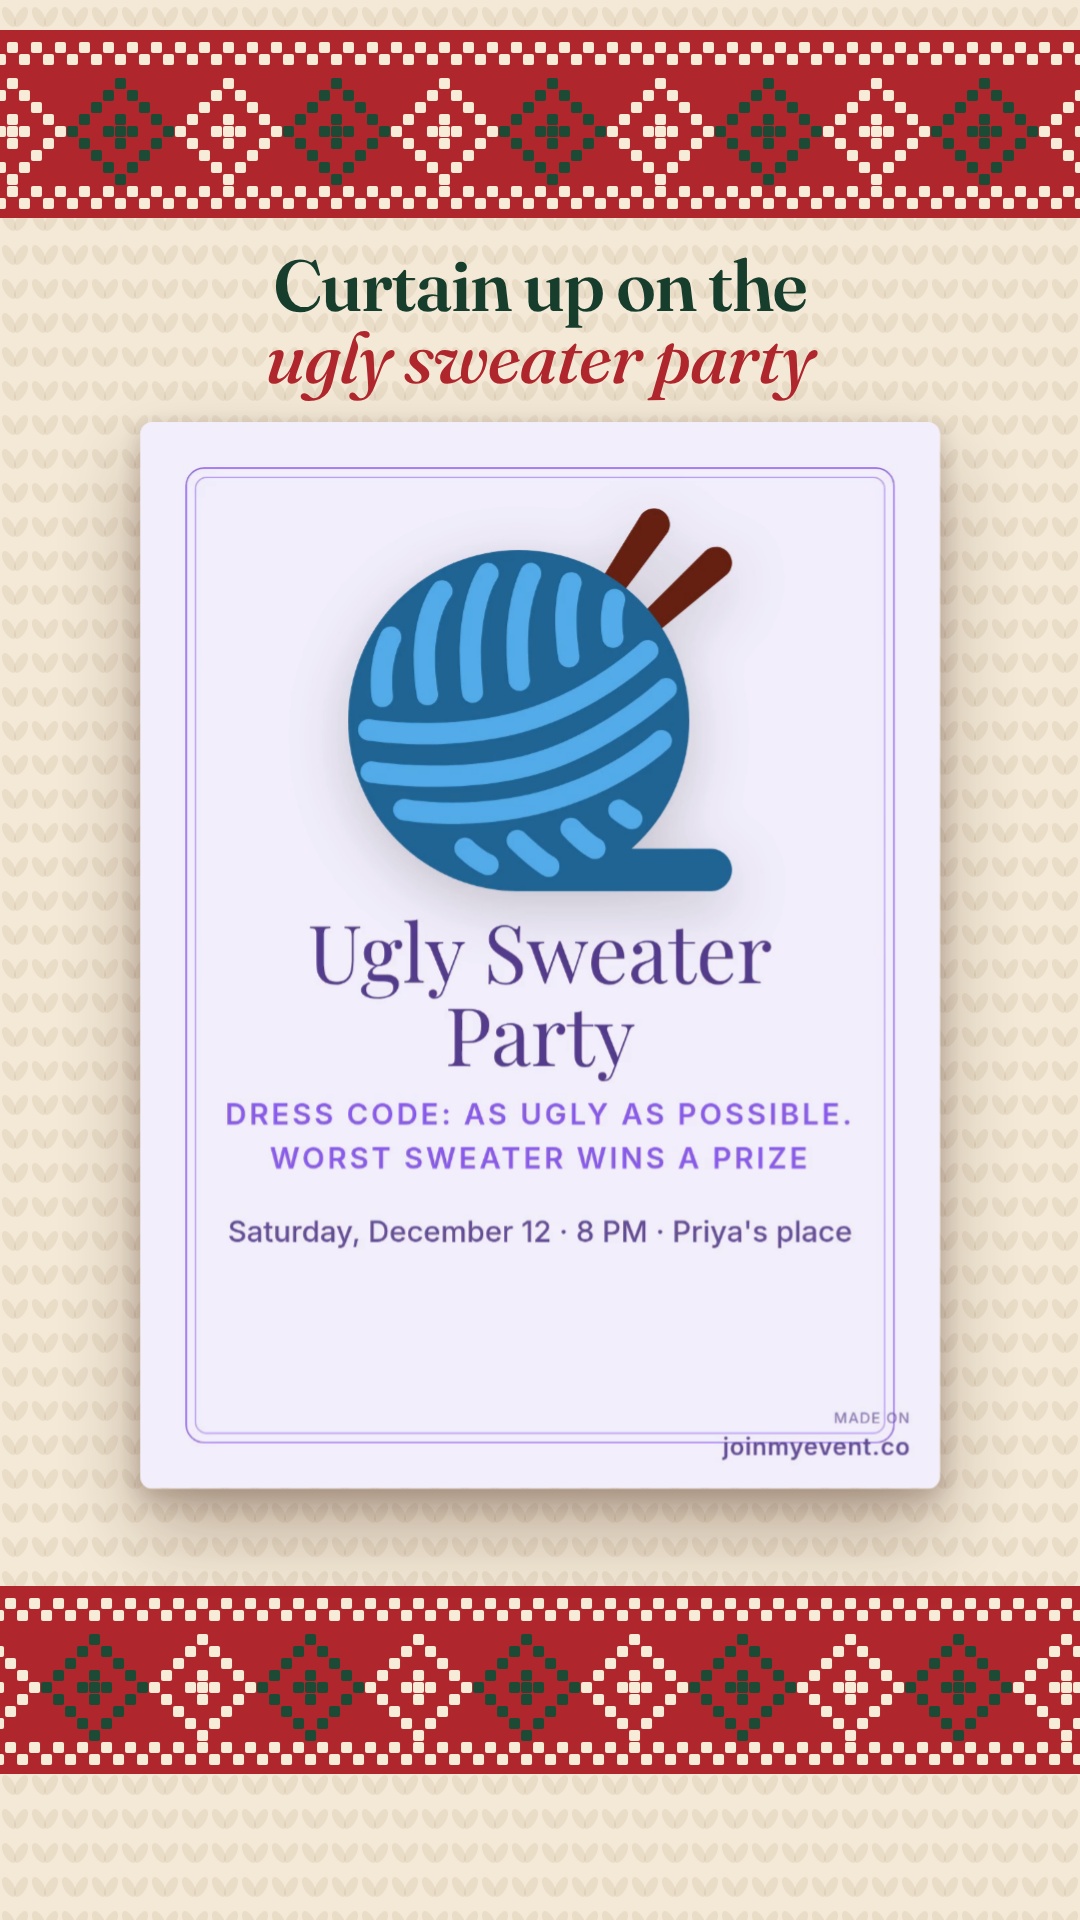 Curtain up on the
ugly sweater party
Ugly Sweater
Party
DRESS CODE: AS UGLY AS POSSIBLE.
WORST SWEATER WINS A PRIZE
Saturday, December 12 · 8 PM · Priya's place
MADE ON
joinmyevent.co